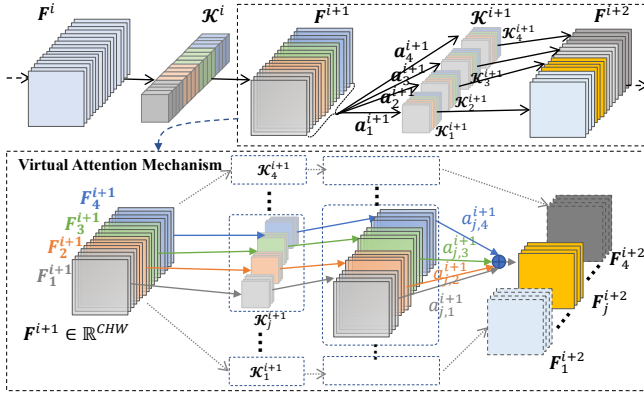 F^i
𝒦^i
F^{i+1}
𝒦^{i+1}
F^{i+2}
a_4^{i+1}
a_3^{i+1}
a_2^{i+1}
a_1^{i+1}
𝒦_4^{i+1}
𝒦_3^{i+1}
𝒦_2^{i+1}
𝒦_1^{i+1}
Virtual Attention Mechanism
F_4^{i+1}
F_3^{i+1}
F_2^{i+1}
F_1^{i+1}
F^{i+1} ∈ ℝ^{CHW}
𝒦_4^{i+1}
𝒦_j^{i+1}
𝒦_1^{i+1}
a_{j,4}^{i+1}
a_{j,3}^{i+1}
a_{j,2}^{i+1}
a_{j,1}^{i+1}
F_4^{i+2}
F_j^{i+2}
F_1^{i+2}